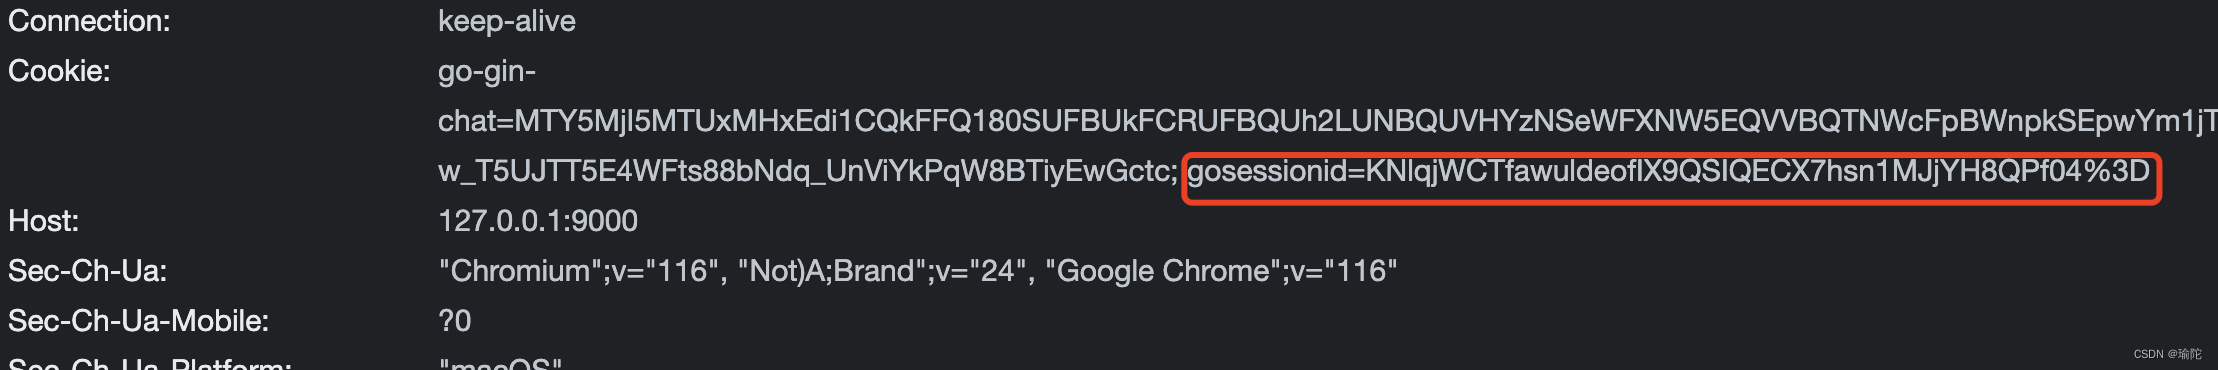 Connection: keep-alive
Cookie: go-gin-
chat=MTY5MjI5MTUxMHxEdi1CQkFFQ180SUFBUkFCRUFBQUh2LUNBQUVHYzNSeWFXNW5EQVVBQTNWcFpBWnpkSEpwYm1jT
w_T5UJTT5E4WFts88bNdq_UnViYkPqW8BTiyEwGctc; gosessionid=KNlqjWCTfawuIdeofIX9QSIQECX7hsn1MJjYH8QPf04%3D
Host: 127.0.0.1:9000
Sec-Ch-Ua: "Chromium";v="116", "Not)A;Brand";v="24", "Google Chrome";v="116"
Sec-Ch-Ua-Mobile: ?0
Sec-Ch-Ua-Platform: "macOS"
CSDN @瑜陀